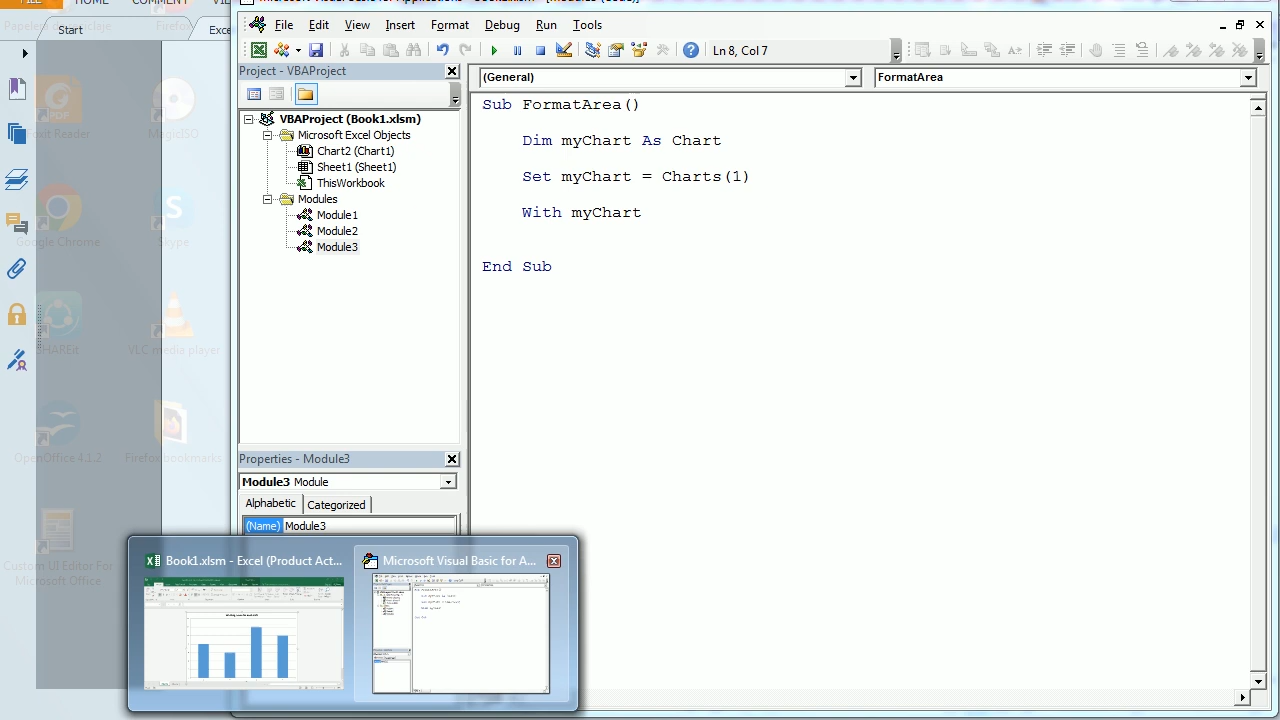 FILE HOME COMMENT
Start Exce
File Edit View Insert Format Debug Run Tools
Ln 8, Col 7
Project - VBAProject
(General) FormatArea
VBAProject (Book1.xlsm)
Microsoft Excel Objects
Chart2 (Chart1)
Sheet1 (Sheet1)
ThisWorkbook
Modules
Module1
Module2
Module3
Sub FormatArea()
Dim myChart As Chart
Set myChart = Charts(1)
With myChart
End Sub
Foxit Reader MagicISO
Google Chrome Skype
SHAREit VLC media player
OpenOffice 4.1.2 Firefox bookmarks
Custom UI Editor For
Microsoft Office
Properties - Module3
Module3 Module
Alphabetic Categorized
(Name) Module3
Book1.xlsm - Excel (Product Act... Microsoft Visual Basic for A...